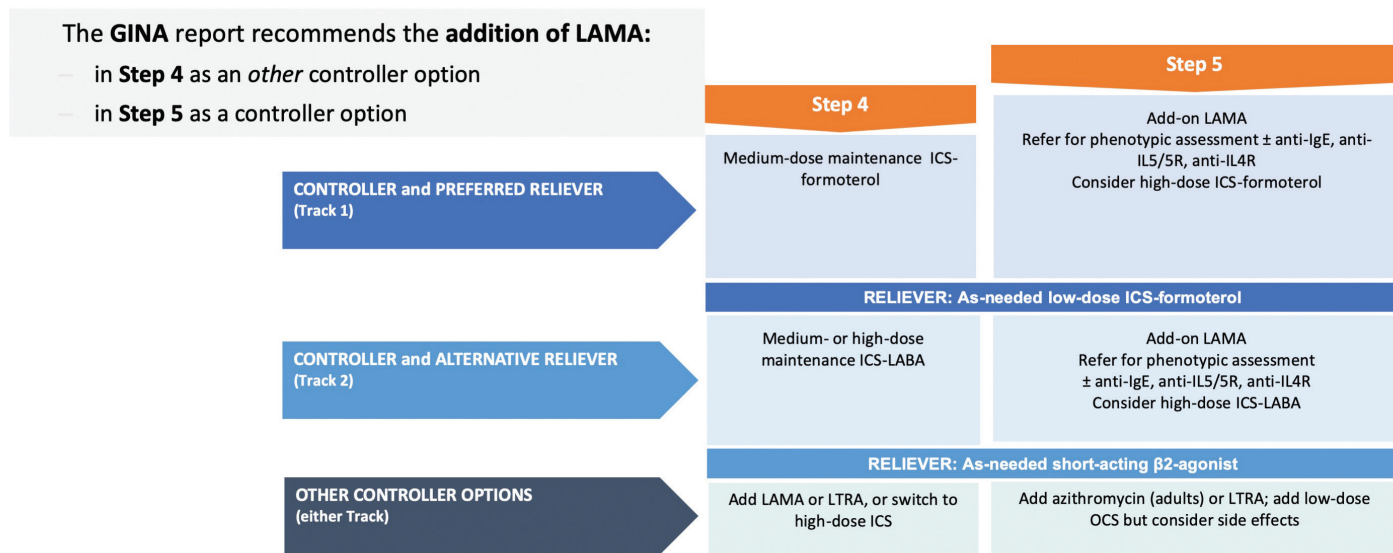 The GINA report recommends the addition of LAMA:
– in Step 4 as an other controller option
– in Step 5 as a controller option
Step 4
Step 5
CONTROLLER and PREFERRED RELIEVER
(Track 1)
Medium-dose maintenance ICS-
formoterol
Add-on LAMA
Refer for phenotypic assessment ± anti-IgE, anti-
IL5/5R, anti-IL4R
Consider high-dose ICS-formoterol
RELIEVER: As-needed low-dose ICS-formoterol
CONTROLLER and ALTERNATIVE RELIEVER
(Track 2)
Medium- or high-dose
maintenance ICS-LABA
Add-on LAMA
Refer for phenotypic assessment
± anti-IgE, anti-IL5/5R, anti-IL4R
Consider high-dose ICS-LABA
RELIEVER: As-needed short-acting β2-agonist
OTHER CONTROLLER OPTIONS
(either Track)
Add LAMA or LTRA, or switch to
high-dose ICS
Add azithromycin (adults) or LTRA; add low-dose
OCS but consider side effects